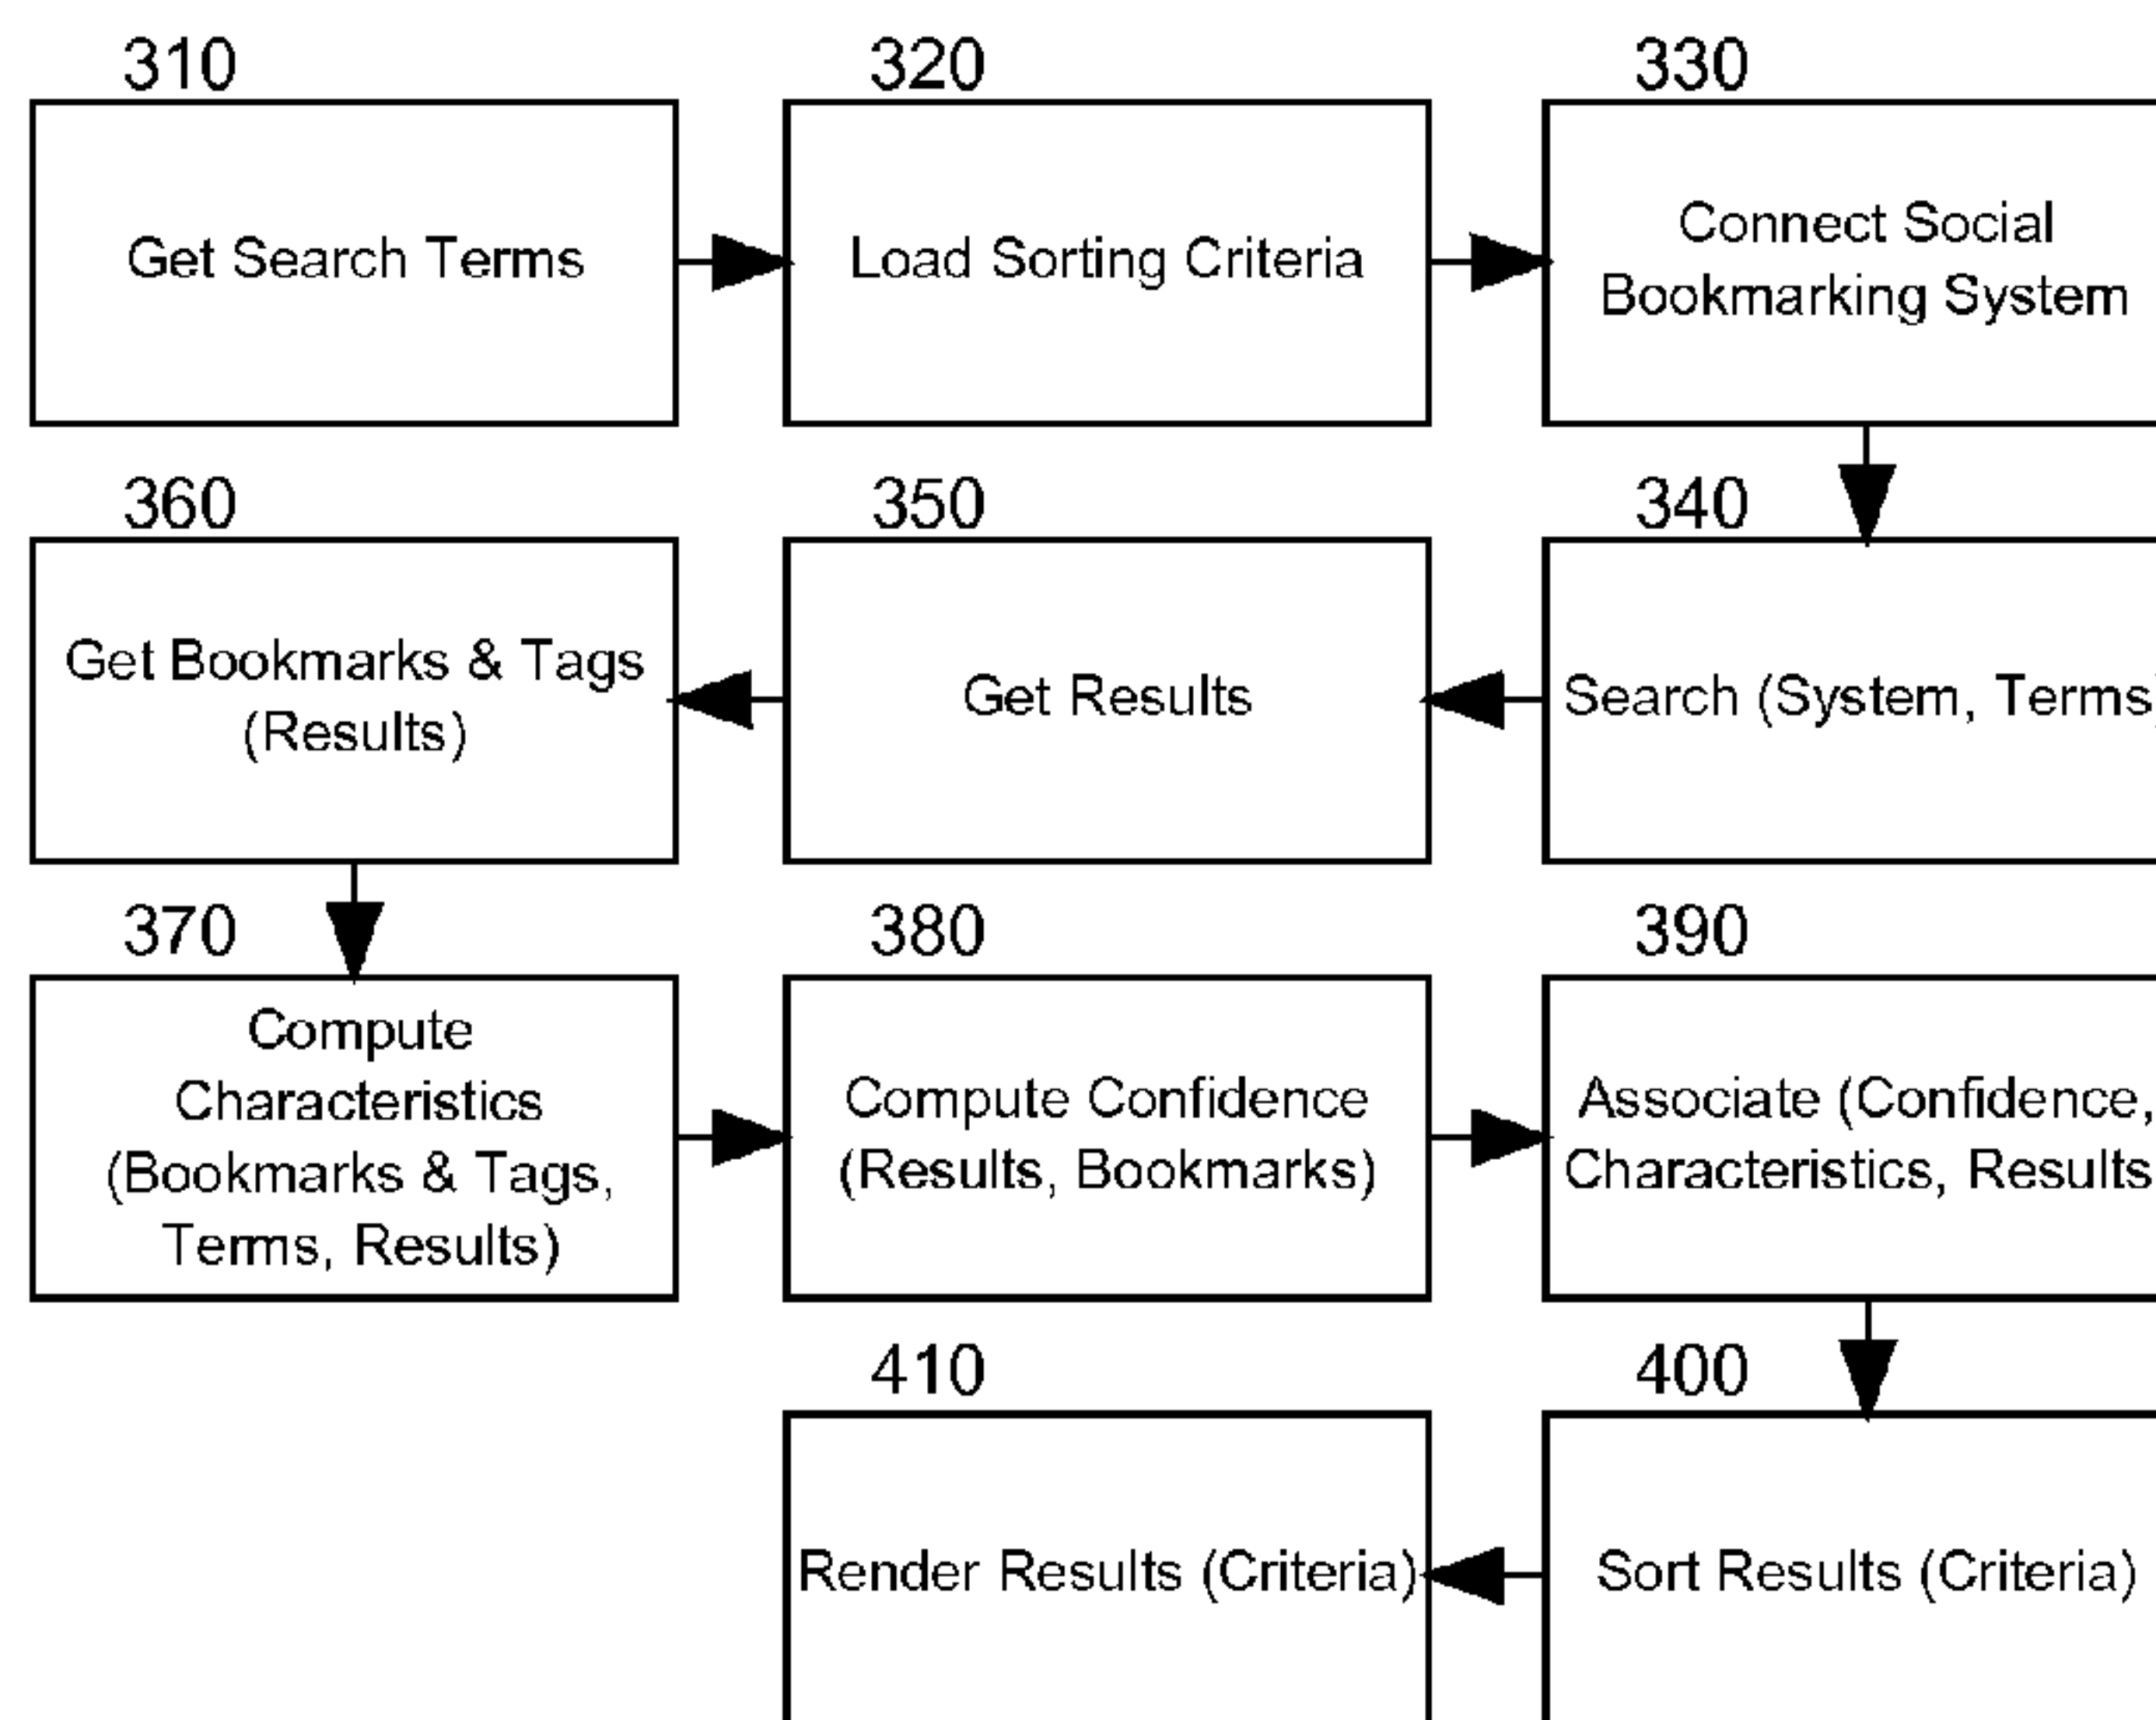 310
320
330
Get Search Terms
Load Sorting Criteria
Connect Social
Bookmarking System
360
350
340
Get Bookmarks & Tags
(Results)
Get Results
Search (System, Terms)
370
380
390
Compute
Characteristics
(Bookmarks & Tags,
Terms, Results)
Compute Confidence
(Results, Bookmarks)
Associate (Confidence,
Characteristics, Results
410
400
Render Results (Criteria)
Sort Results (Criteria)